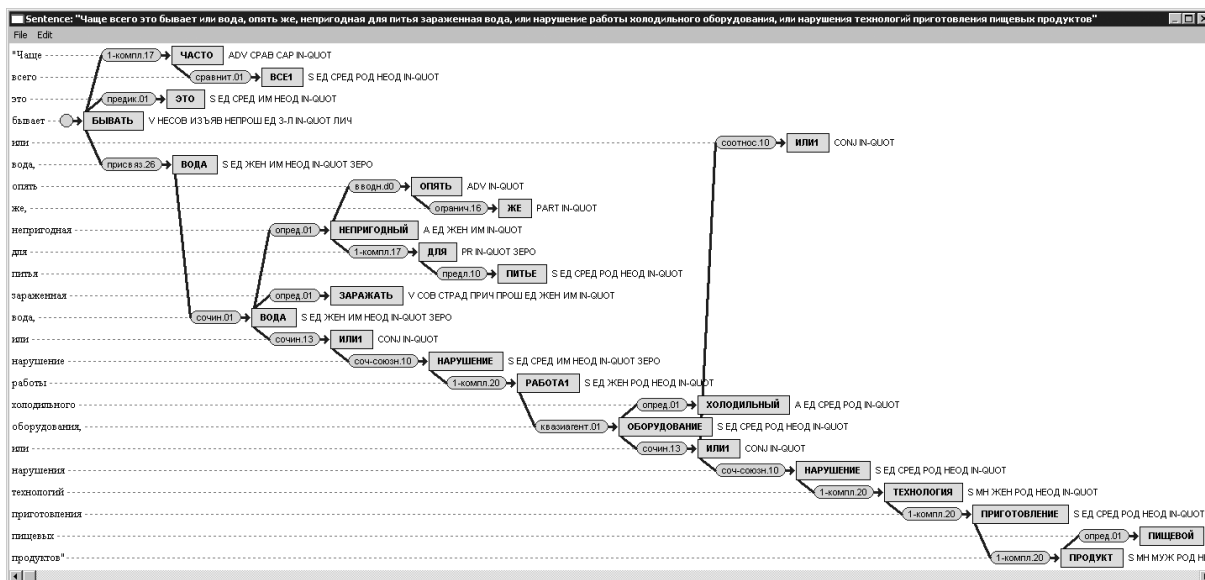 Sentence: "Чаще всего это бывает или вода, опять же, непригодная для питья зараженная вода, или нарушение работы холодильного оборудования, или нарушения технологий приготовления пищевых продуктов"
File Edit
"Чаще 1-компл.17 ЧАСТО ADV СРАВ CAP IN-QUOT
всего сравнит.01 ВСЕ1 S ЕД СРЕД РОД НЕОД IN-QUOT
это предик.01 ЭТО S ЕД СРЕД ИМ НЕОД IN-QUOT
бывает БЫВАТЬ V НЕСОВ ИЗЪЯВ НЕПРОШ ЕД 3-Л IN-QUOT ЛИЧ
или соотнос.10 ИЛИ1 CONJ IN-QUOT
вода, присвяз.26 ВОДА S ЕД ЖЕН ИМ НЕОД IN-QUOT ЗЕРО
опять вводн.d0 ОПЯТЬ ADV IN-QUOT
же, огранич.16 ЖЕ PART IN-QUOT
непригодная опред.01 НЕПРИГОДНЫЙ A ЕД ЖЕН ИМ IN-QUOT
для 1-компл.17 ДЛЯ PR IN-QUOT ЗЕРО
питья предл.10 ПИТЬЕ S ЕД СРЕД РОД НЕОД IN-QUOT
зараженная опред.01 ЗАРАЖАТЬ V СОВ СТРАД ПРИЧ ПРОШ ЕД ЖЕН ИМ IN-QUOT
вода, сочин.01 ВОДА S ЕД ЖЕН ИМ НЕОД IN-QUOT ЗЕРО
или сочин.13 ИЛИ1 CONJ IN-QUOT
нарушение соч-союзн.10 НАРУШЕНИЕ S ЕД СРЕД ИМ НЕОД IN-QUOT ЗЕРО
работы 1-компл.20 РАБОТА1 S ЕД ЖЕН РОД НЕОД IN-QUOT
холодильного опред.01 ХОЛОДИЛЬНЫЙ A ЕД СРЕД РОД IN-QUOT
оборудования, квазиагент.01 ОБОРУДОВАНИЕ S ЕД СРЕД РОД НЕОД IN-QUOT
или сочин.13 ИЛИ1 CONJ IN-QUOT
нарушения соч-союзн.10 НАРУШЕНИЕ S ЕД СРЕД РОД НЕОД IN-QUOT
технологий 1-компл.20 ТЕХНОЛОГИЯ S МН ЖЕН РОД НЕОД IN-QUOT
приготовления 1-компл.20 ПРИГОТОВЛЕНИЕ S ЕД СРЕД РОД НЕОД IN-QUOT
пищевых опред.01 ПИЩЕВОЙ
продуктов" 1-компл.20 ПРОДУКТ S МН МУЖ РОД